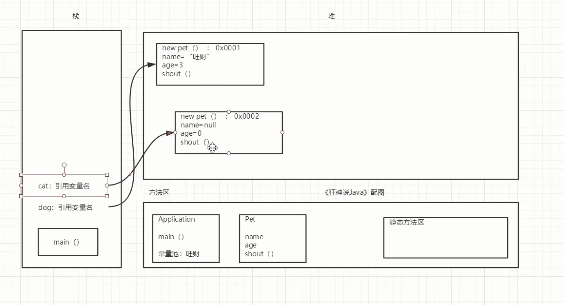 栈
堆
new pet（）：0x0001
name=“旺财”
age=3
shout（）
new pet（）：0x0002
name=null
age=0
shout（）
cat：引用变量名
dog：引用变量名
main（）
方法区
《狂神说Java》配图
Application
main（）
常量池：旺财
Pet
name
age
shout（）
静态方法区